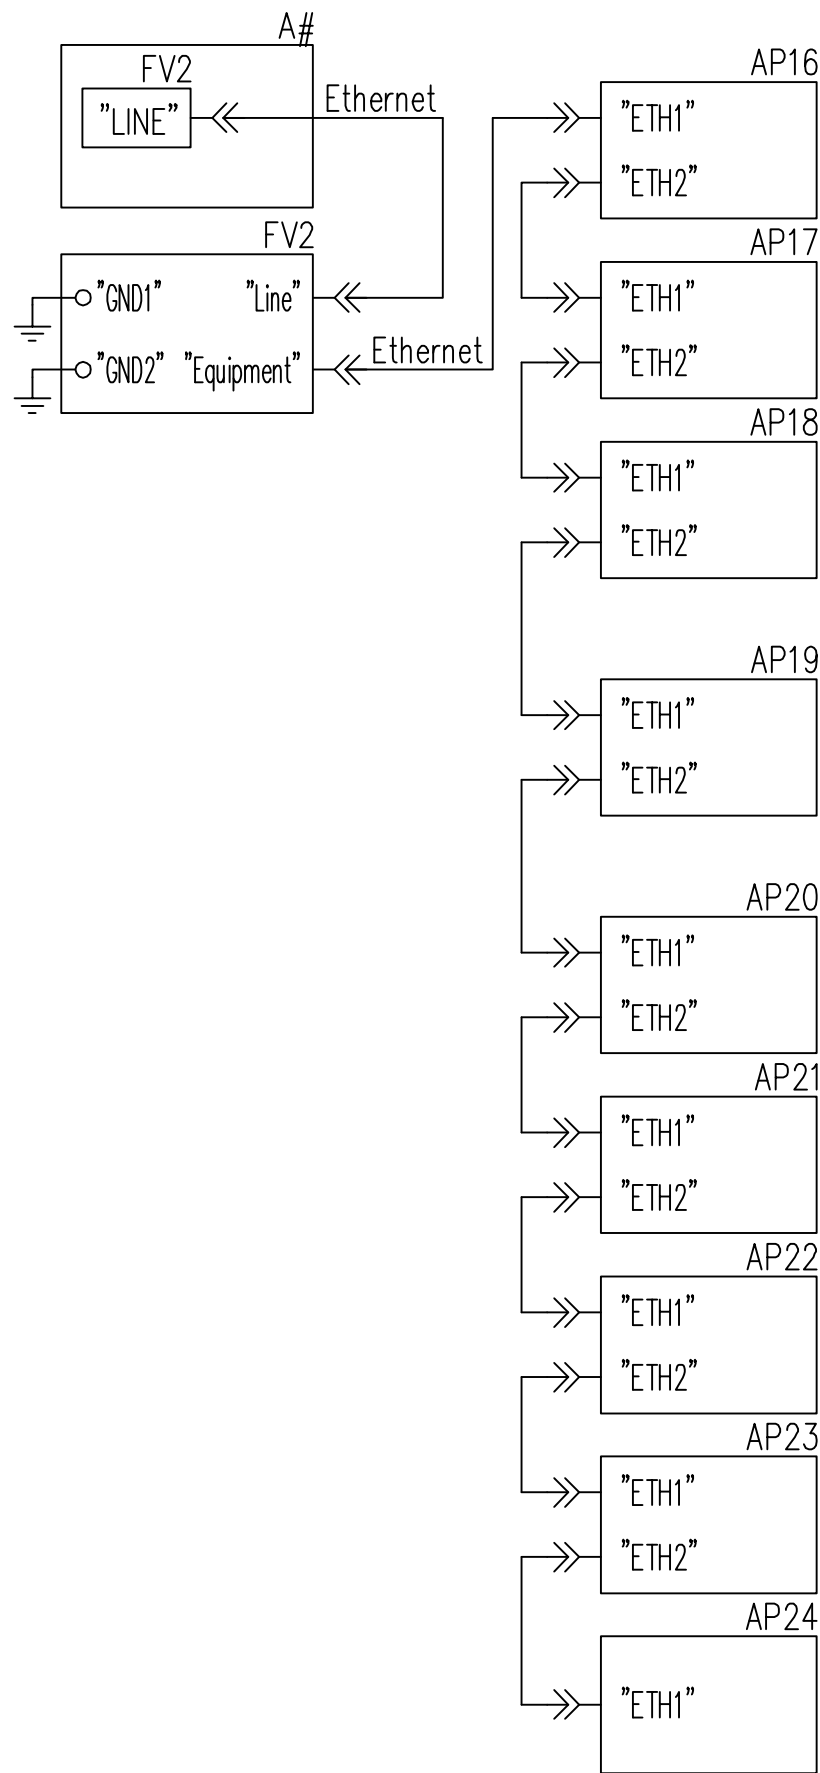 A#
FV2
"LINE"
Ethernet
FV2
"GND1" "Line"
"GND2" "Equipment"
Ethernet
AP16
"ETH1"
"ETH2"
AP17
"ETH1"
"ETH2"
AP18
"ETH1"
"ETH2"
AP19
"ETH1"
"ETH2"
AP20
"ETH1"
"ETH2"
AP21
"ETH1"
"ETH2"
AP22
"ETH1"
"ETH2"
AP23
"ETH1"
"ETH2"
AP24
"ETH1"